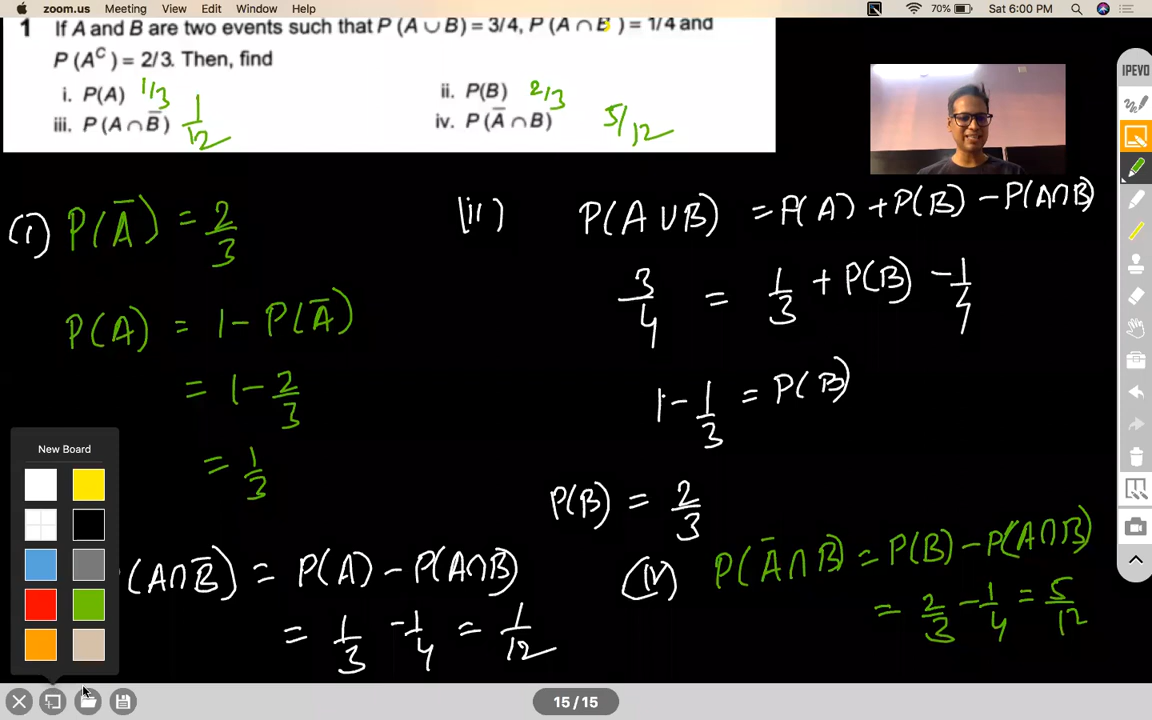 zoom.us Meeting View Edit Window Help 70% Sat 6:00 PM
1 If A and B are two events such that P (A ∪ B) = 3/4, P (A ∩ B ) = 1/4 and
P (Aᶜ) = 2/3. Then, find
i. P(A) 1/3 ii. P(B) 2/3
iii. P (A ∩ B̅) 1/12 iv. P (A̅ ∩ B) 5/12
IPEVO
(i) P(A̅) = 2/3
P(A) = 1 - P(A̅)
= 1 - 2/3
= 1/3
(ii) P(A ∪ B) = P(A) + P(B) - P(A∩B)
3/4 = 1/3 + P(B) - 1/4
1 - 1/3 = P(B)
P(B) = 2/3
(A∩B̅) = P(A) - P(A∩B)
= 1/3 - 1/4 = 1/12
(iv) P(A̅∩B) = P(B) - P(A∩B)
= 2/3 - 1/4 = 5/12
New Board
15/15